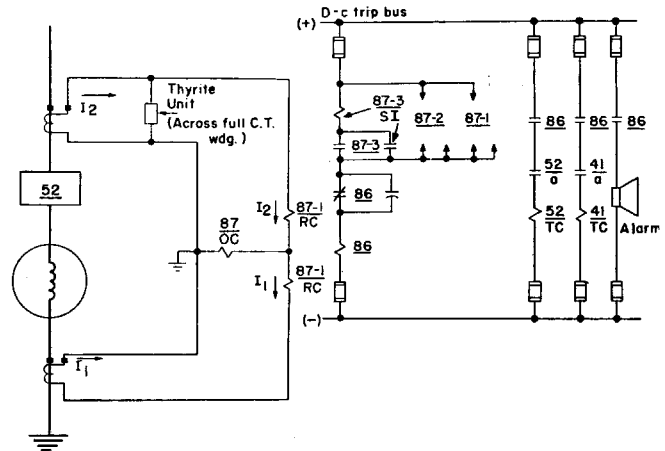 D-c trip bus
(+)
I2
Thyrite
Unit
(Across full C.T.
wdg.)
87-3
SI
87-2
87-1
87-3
86
86
86
86
52
a
41
a
52
TC
41
TC
Alarm
52
I2
87-1
RC
87
OC
I1
87-1
RC
86
86
(-)
I1